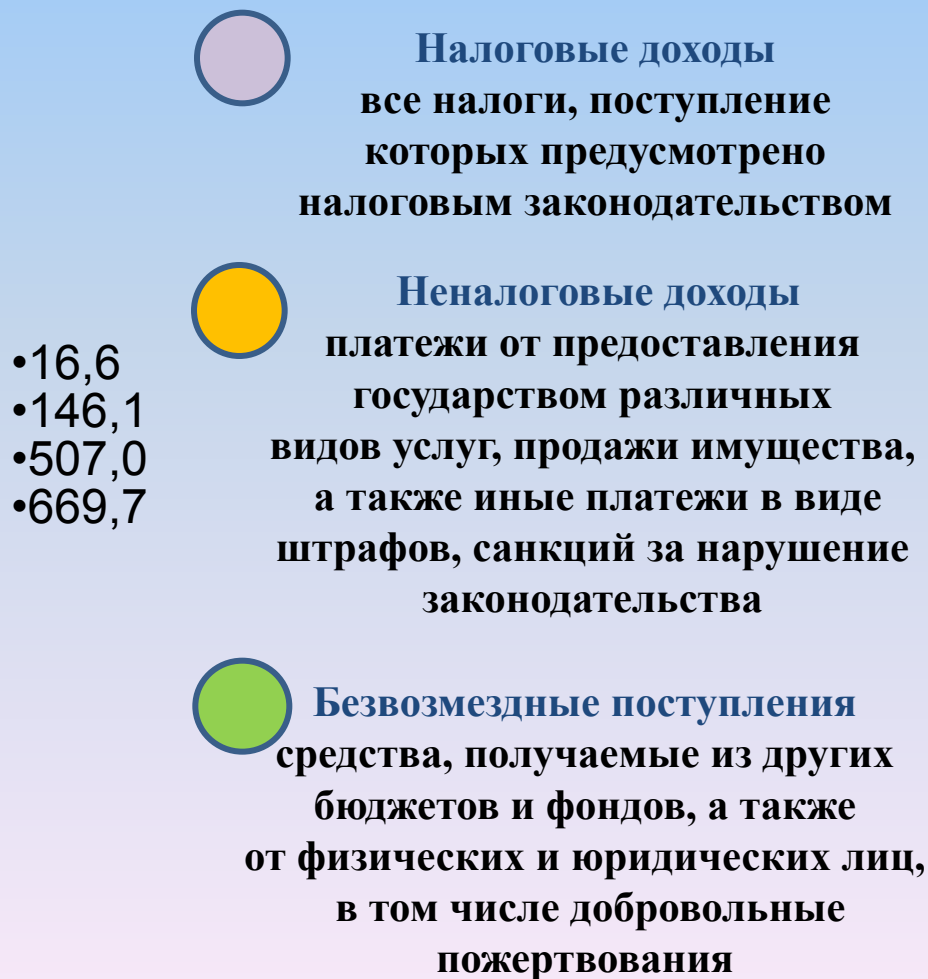 Налоговые доходы
все налоги, поступление
которых предусмотрено
налоговым законодательством
Неналоговые доходы
платежи от предоставления
государством различных
видов услуг, продажи имущества,
а также иные платежи в виде
штрафов, санкций за нарушение
законодательства
•16,6
•146,1
•507,0
•669,7
Безвозмездные поступления
средства, получаемые из других
бюджетов и фондов, а также
от физических и юридических лиц,
в том числе добровольные
пожертвования